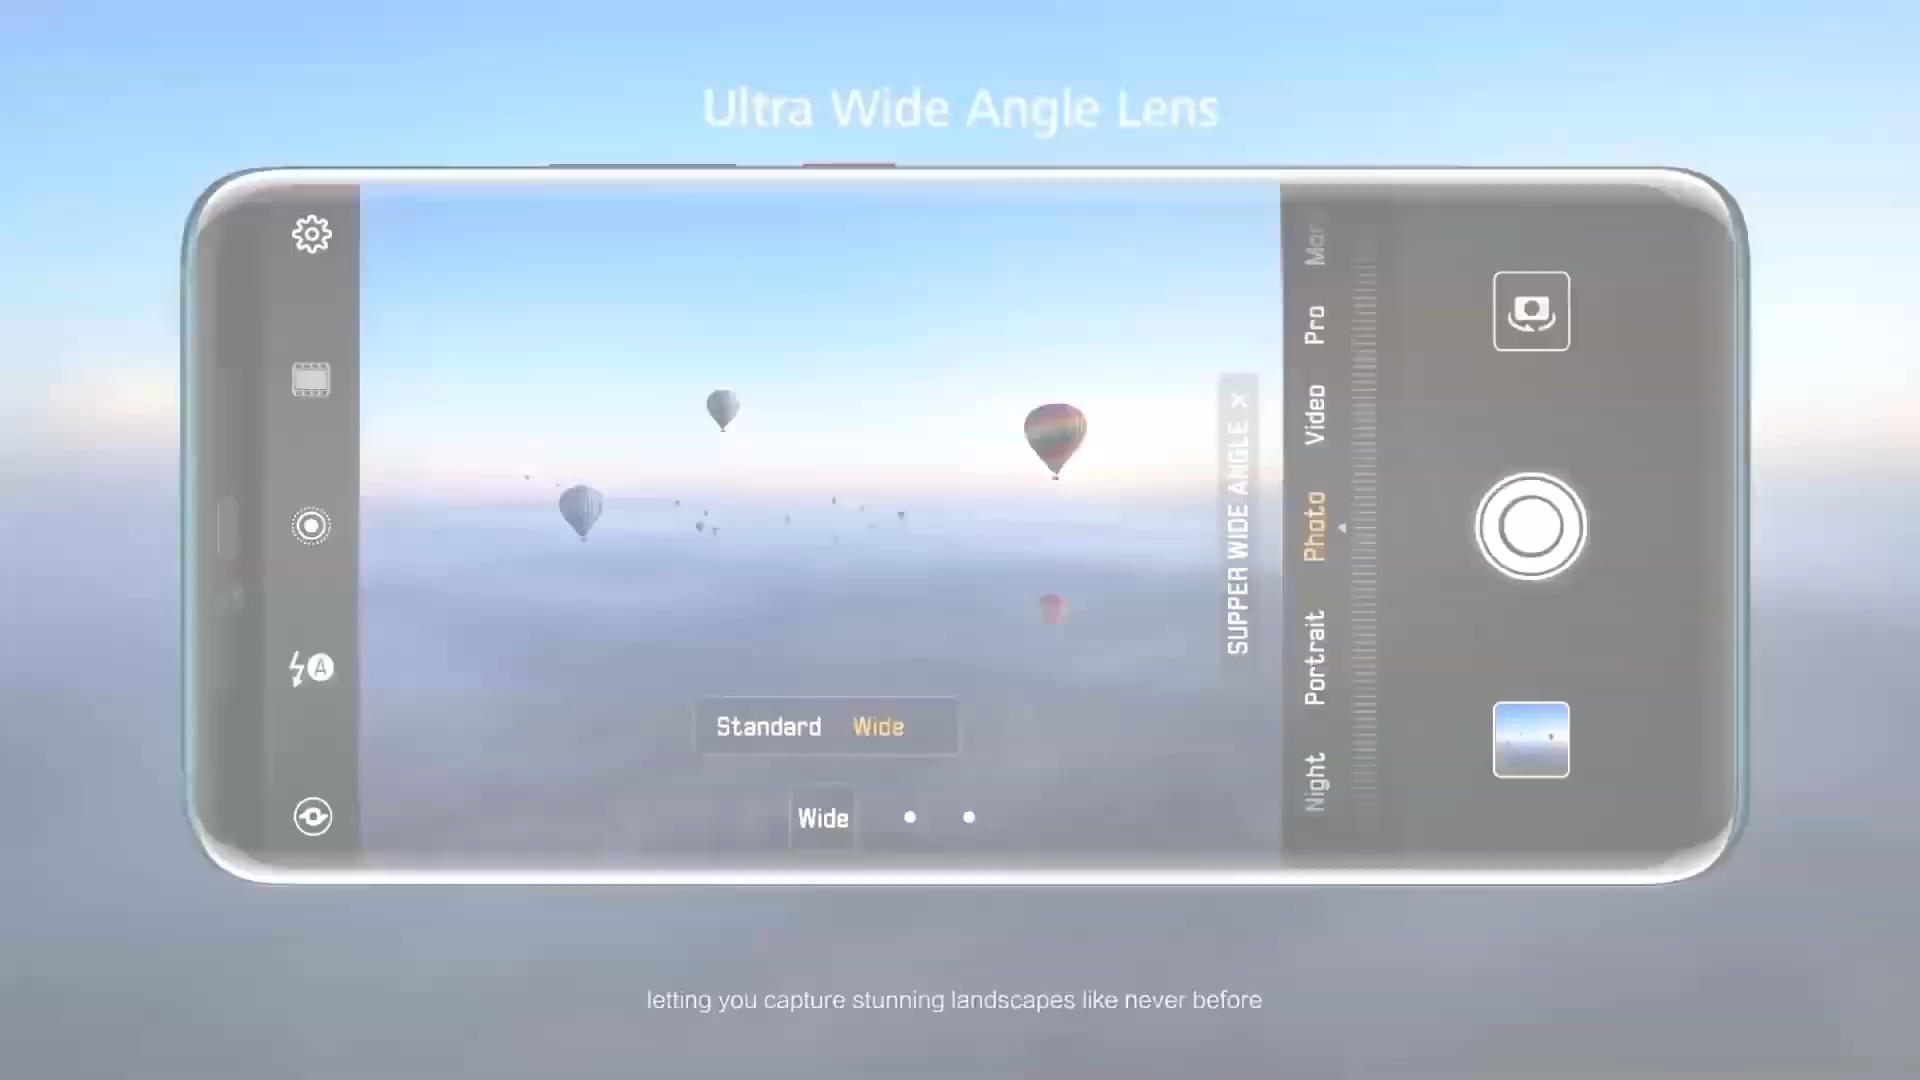 Ultra Wide Angle Lens
Mor
Pro
Video
Photo
Portrait
Night
SUPPER WIDE ANGLE X
A
Standard Wide
Wide
letting you capture stunning landscapes like never before